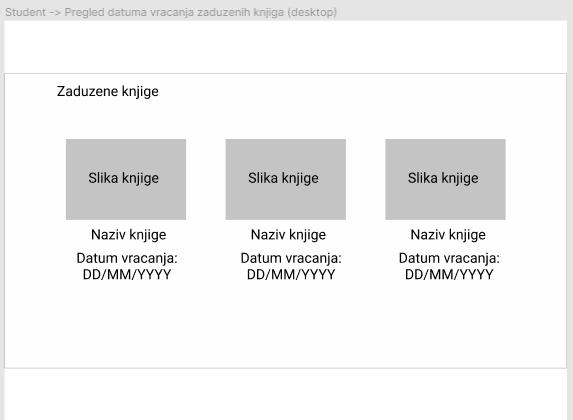 Student -> Pregled datuma vracanja zaduzenih knjiga (desktop)
Zaduzene knjige
Slika knjige
Slika knjige
Slika knjige
Naziv knjige
Naziv knjige
Naziv knjige
Datum vracanja:
DD/MM/YYYY
Datum vracanja:
DD/MM/YYYY
Datum vracanja:
DD/MM/YYYY